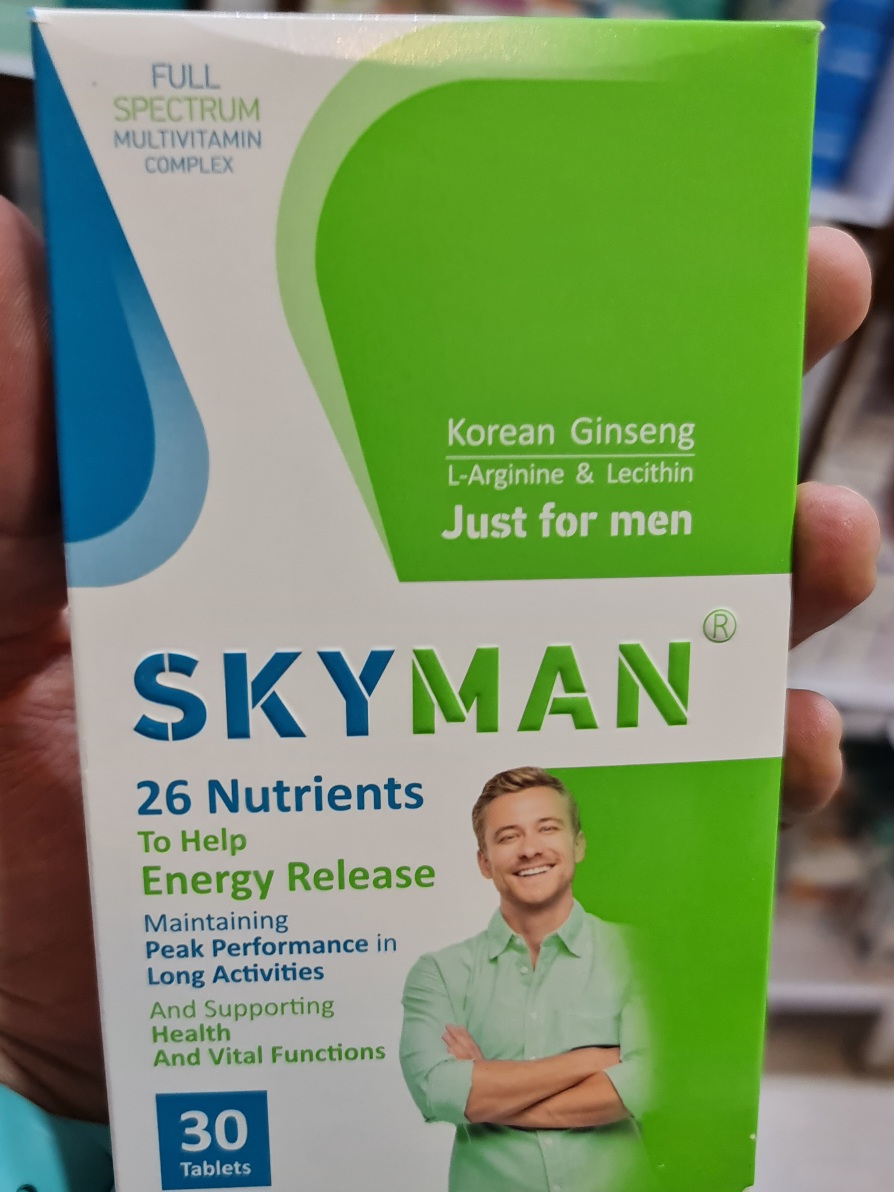 FULL
SPECTRUM
MULTIVITAMIN
COMPLEX
Korean Ginseng
L-Arginine & Lecithin
Just for men
SKYMAN®
26 Nutrients
To Help
Energy Release
Maintaining
Peak Performance in
Long Activities
And Supporting
Health
And Vital Functions
30
Tablets